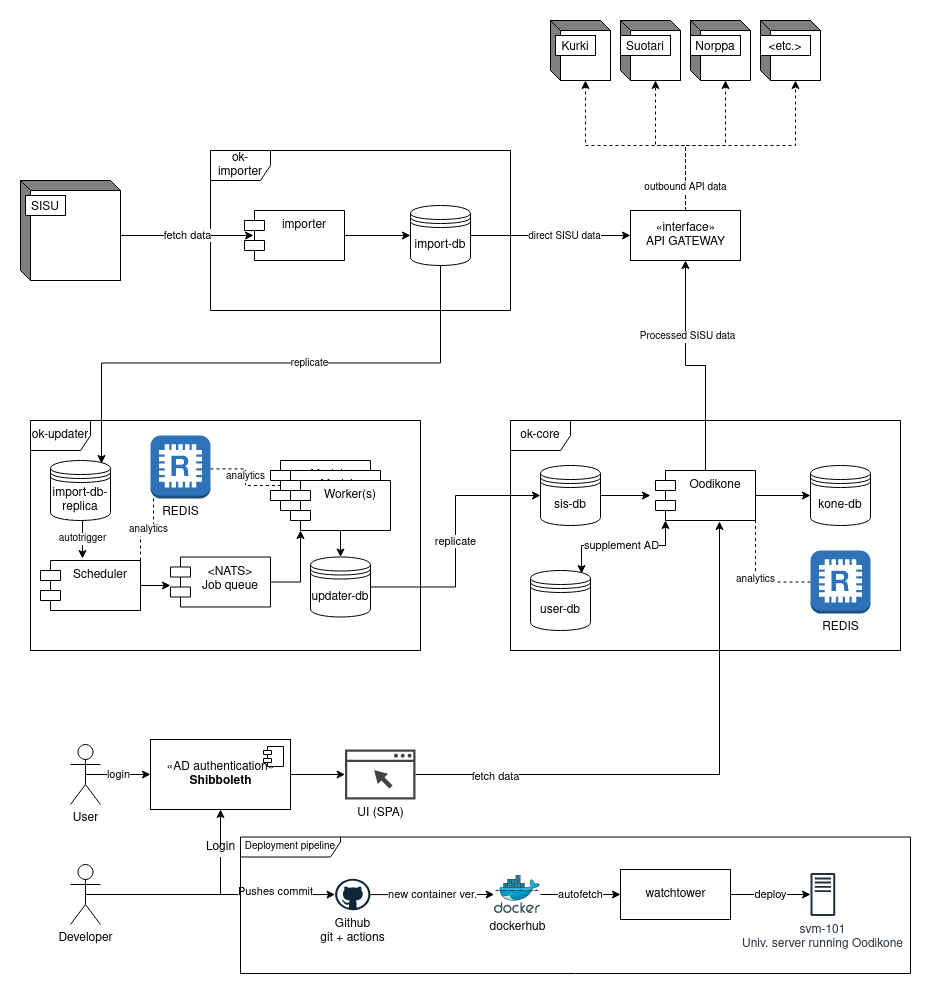 Kurki
Suotari
Norppa
<etc.>
ok-
importer
outbound API data
SISU
importer
fetch data
import-db
direct SISU data
«interface»
API GATEWAY
Processed SISU data
replicate
ok-updater
R
analytics
import-db-
replica
REDIS
Worker(s)
analytics
autotrigger
Scheduler
<NATS>
Job queue
updater-db
replicate
ok-core
Oodikone
sis-db
kone-db
supplement AD
user-db
analytics
R
REDIS
«AD authentication»
Shibboleth
login
User
UI (SPA)
fetch data
Login
Deployment pipeline
Developer
Pushes commit
Github
git + actions
new container ver.
docker
dockerhub
autofetch
watchtower
deploy
svm-101
Univ. server running Oodikone